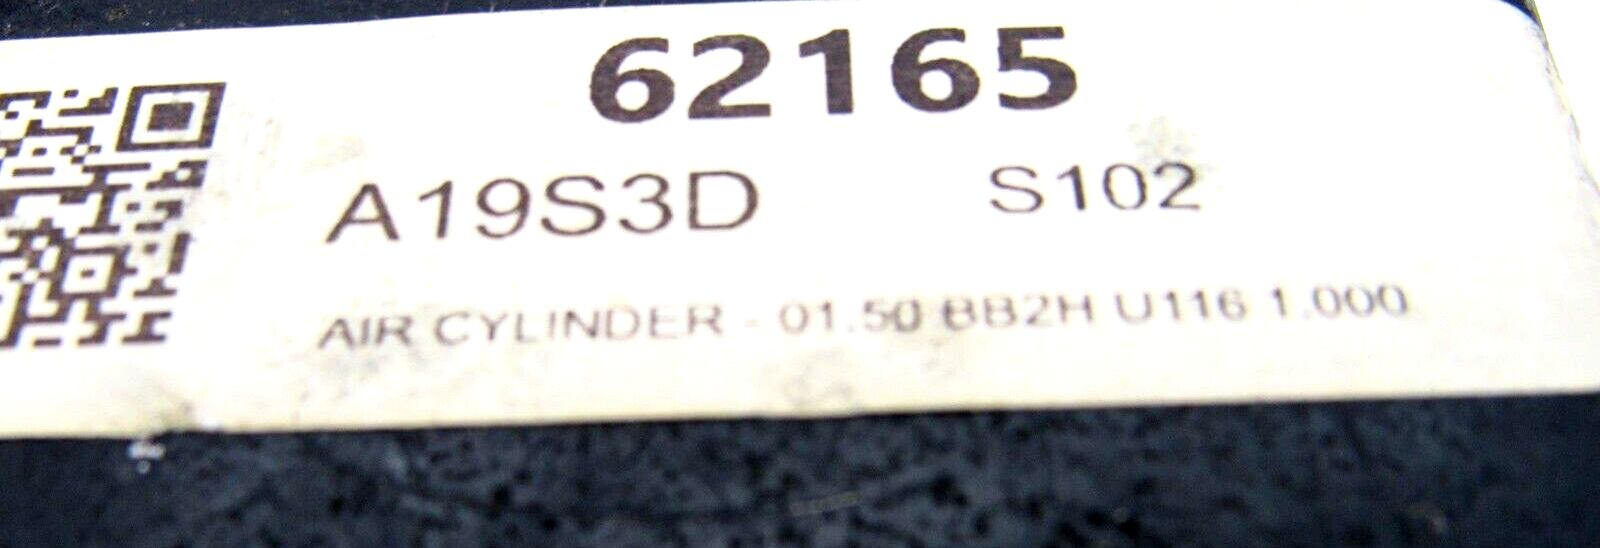 62165
A19S3D S102
AIR CYLINDER - 01.50 BB2H U116 1.000